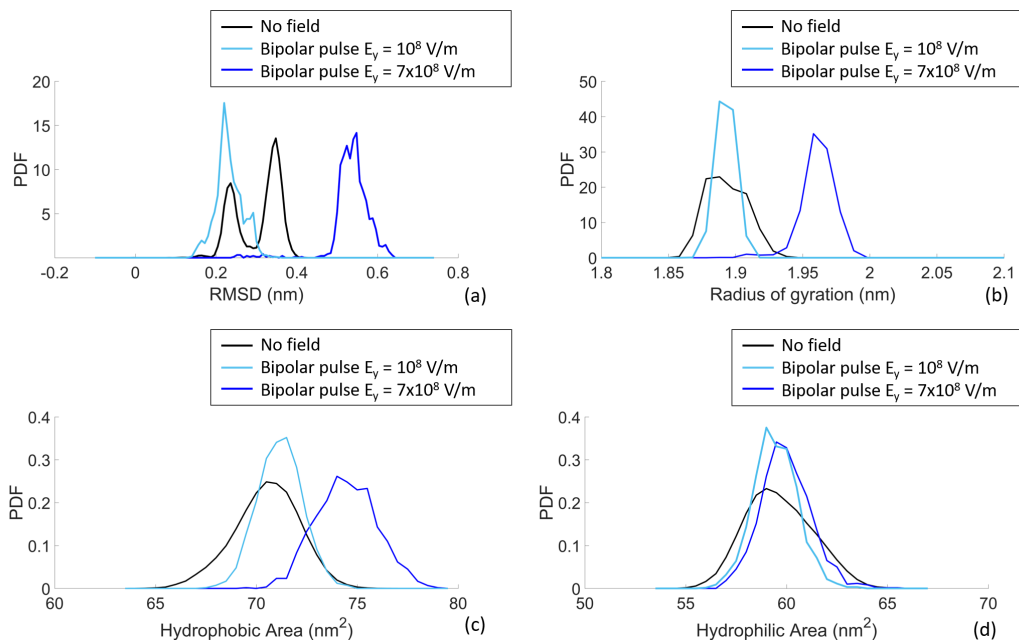 No field
Bipolar pulse E_y = 10^8 V/m
Bipolar pulse E_y = 7x10^8 V/m
20
15
10
5
PDF
-0.2
0
0.2
0.4
0.6
0.8
RMSD (nm)
(a)
No field
Bipolar pulse E_y = 10^8 V/m
Bipolar pulse E_y = 7x10^8 V/m
50
40
30
20
10
0
PDF
1.8
1.85
1.9
1.95
2
2.05
2.1
Radius of gyration (nm)
(b)
No field
Bipolar pulse E_y = 10^8 V/m
Bipolar pulse E_y = 7x10^8 V/m
0.4
0.3
0.2
0.1
0
PDF
60
65
70
75
80
Hydrophobic Area (nm^2)
(c)
No field
Bipolar pulse E_y = 10^8 V/m
Bipolar pulse E_y = 7x10^8 V/m
0.4
0.3
0.2
0.1
0
PDF
50
55
60
65
70
Hydrophilic Area (nm^2)
(d)